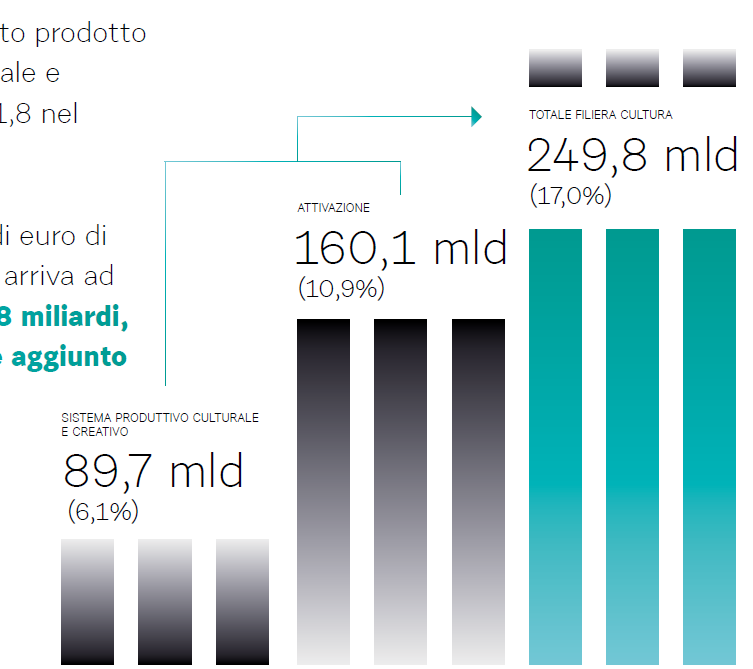 to prodotto
ale e
1,8 nel
di euro di
arriva ad
8 miliardi,
e aggiunto
SISTEMA PRODUTTIVO CULTURALE
E CREATIVO
89,7 mld
(6,1%)
ATTIVAZIONE
160,1 mld
(10,9%)
TOTALE FILIERA CULTURA
249,8 mld
(17,0%)